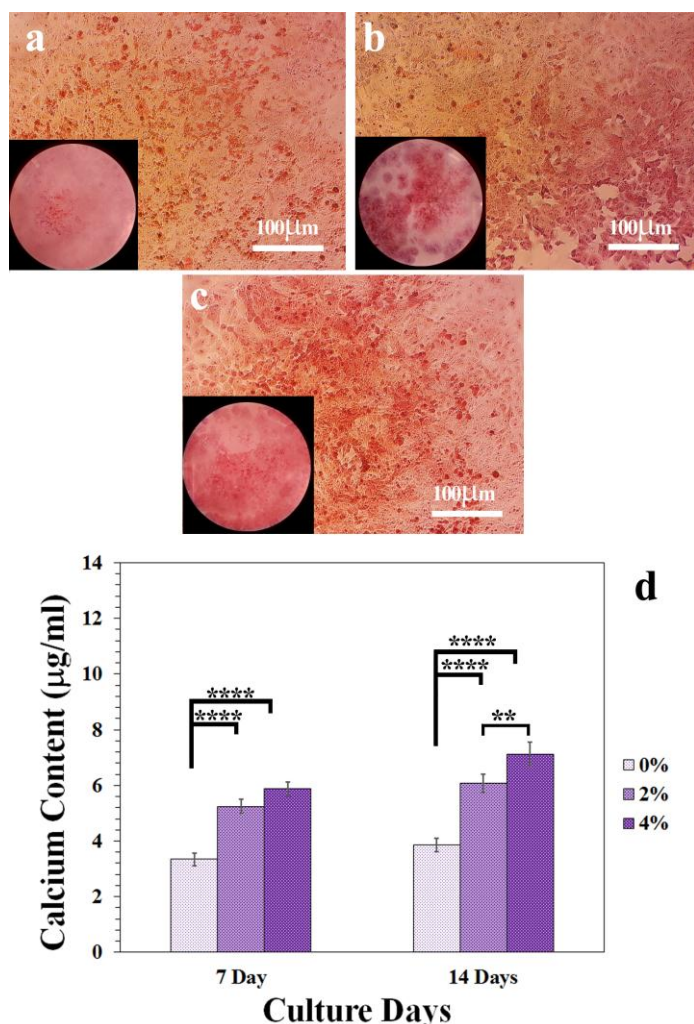 a
b
100μm
100μm
c
100μm
d
Calcium Content (μg/ml)
14
12
10
8
6
4
2
0
****
****
****
****
**
0%
2%
4%
7 Day
14 Days
Culture Days